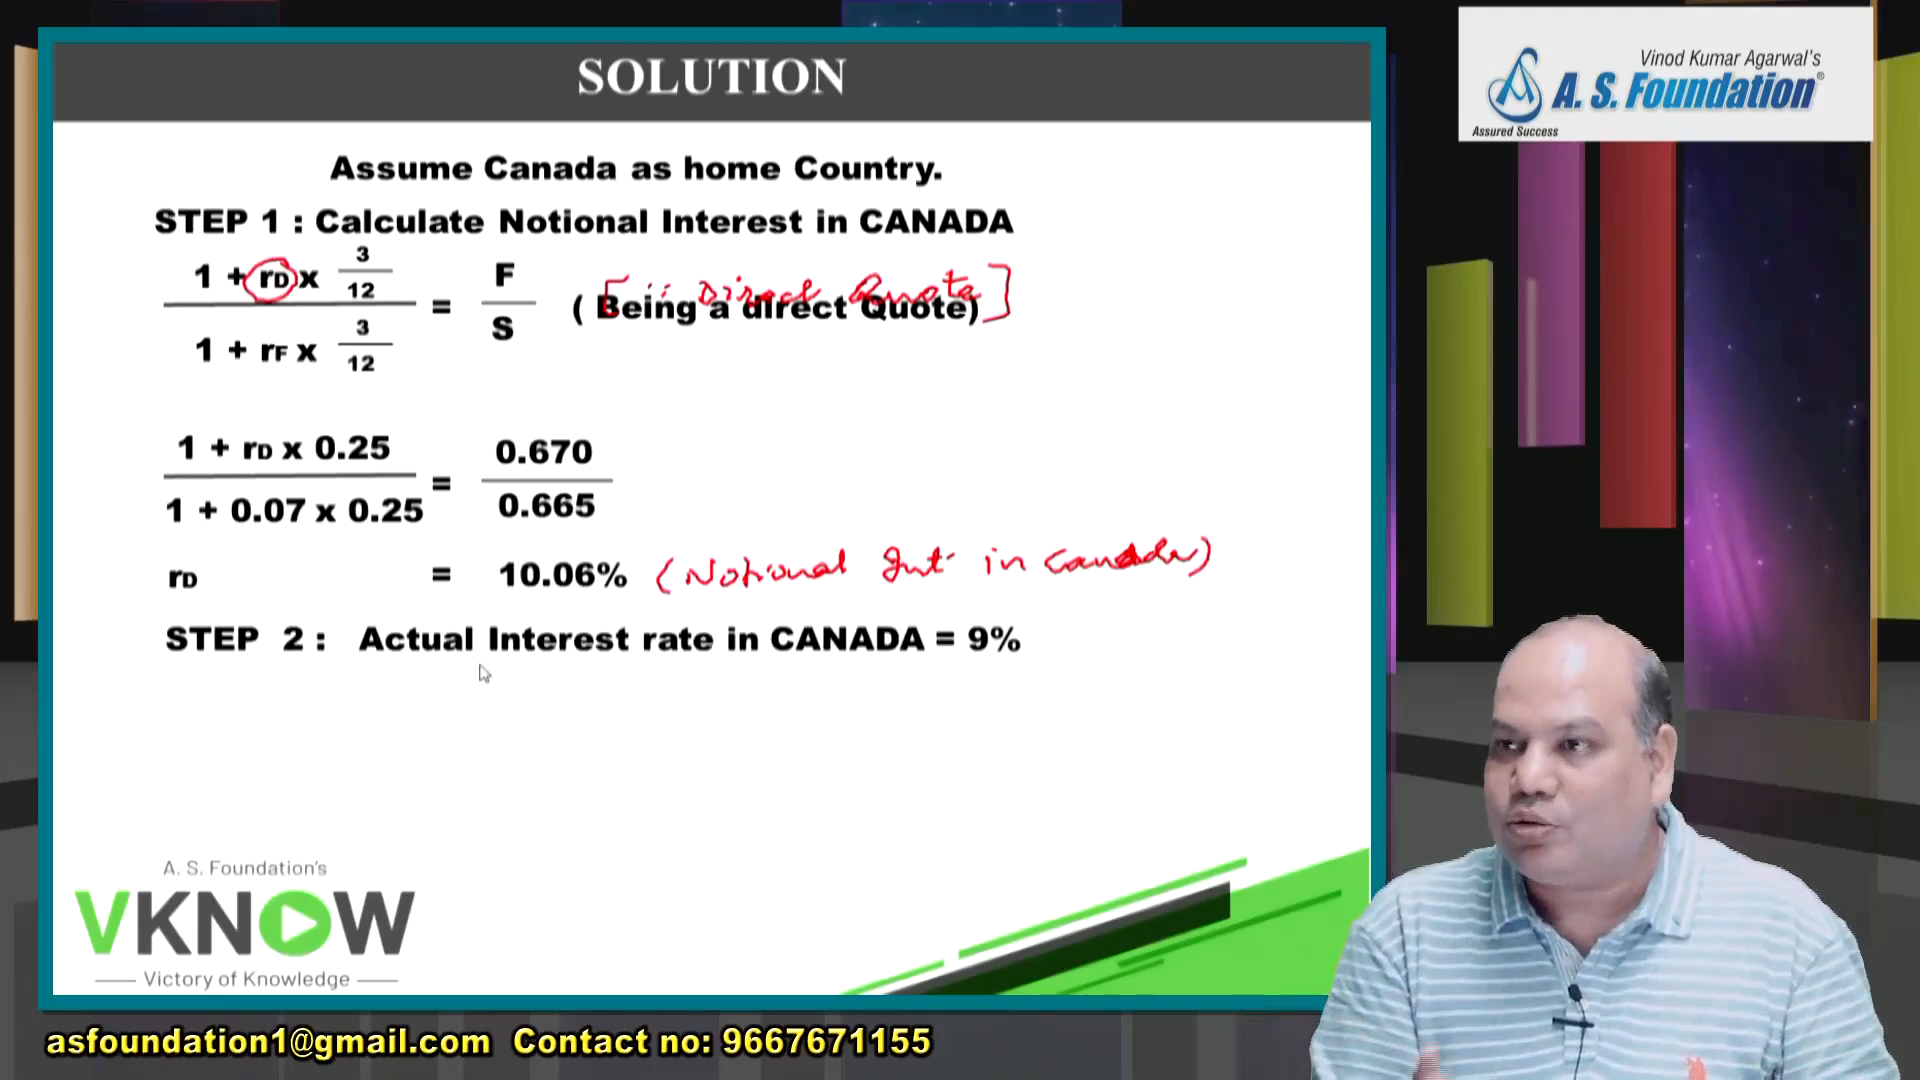 SOLUTION
Vinod Kumar Agarwal's
A. S. Foundation®
Assured Success
Assume Canada as home Country.
STEP 1 : Calculate Notional Interest in CANADA
1 + rD x 3/12
1 + rF x 3/12
=
F
S
( Being a direct Quote)
[ ∵ Direct Quote ]
1 + rD x 0.25
1 + 0.07 x 0.25
=
0.670
0.665
rD = 10.06% (Notional Int. in Canada)
STEP 2 : Actual Interest rate in CANADA = 9%
A. S. Foundation's
VKNOW
Victory of Knowledge
asfoundation1@gmail.com Contact no: 9667671155